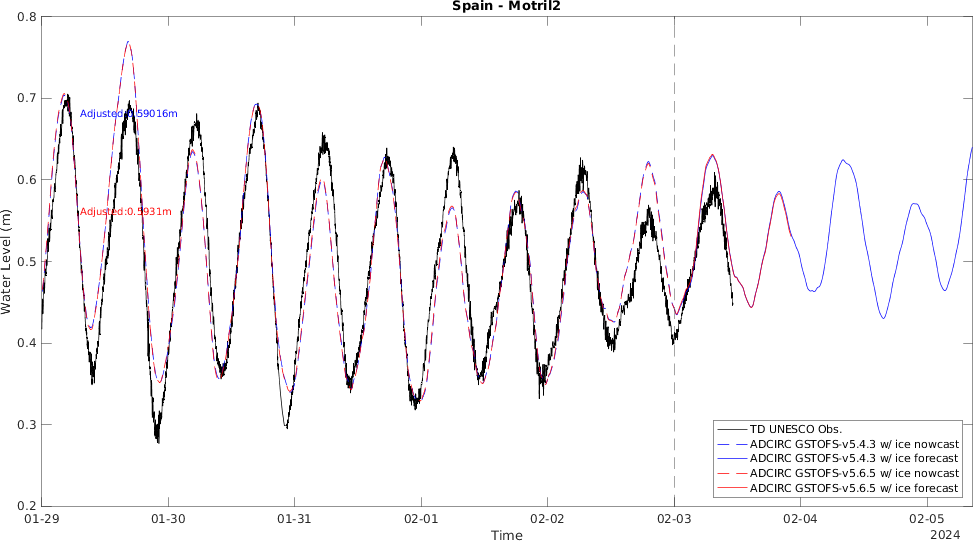 Spain - Motril2
0.8
0.7
0.6
0.5
0.4
0.3
0.2
Water Level (m)
Adjusted:0.59016m
Adjusted:0.5931m
TD UNESCO Obs.
ADCIRC GSTOFS-v5.4.3 w/ ice nowcast
ADCIRC GSTOFS-v5.4.3 w/ ice forecast
ADCIRC GSTOFS-v5.6.5 w/ ice nowcast
ADCIRC GSTOFS-v5.6.5 w/ ice forecast
01-29 01-30 01-31 02-01 02-02 02-03 02-04 02-05
Time
2024